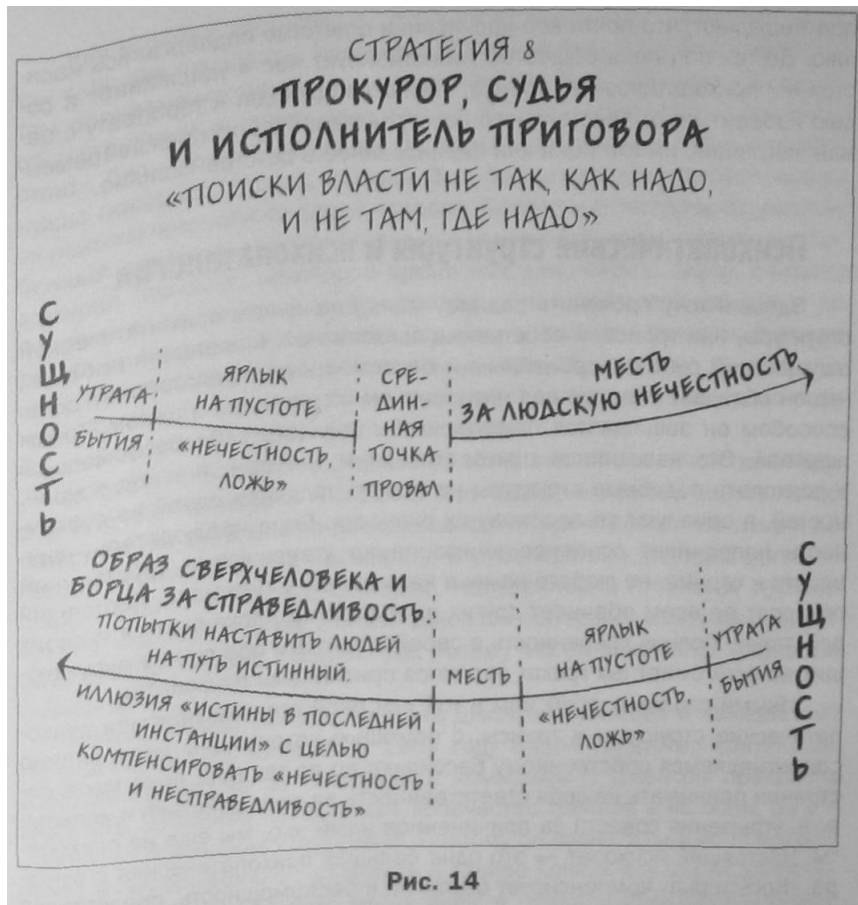 СТРАТЕГИЯ 8
ПРОКУРОР, СУДЬЯ
И ИСПОЛНИТЕЛЬ ПРИГОВОРА
«ПОИСКИ ВЛАСТИ НЕ ТАК, КАК НАДО,
И НЕ ТАМ, ГДЕ НАДО»
СУЩНОСТЬ
УТРАТА
БЫТИЯ
ЯРЛЫК
НА ПУСТОТЕ
«НЕЧЕСТНОСТЬ,
ЛОЖЬ»
СРЕ-
ДИН-
НАЯ
ТОЧКА
ПРОВАЛ
МЕСТЬ
ЗА ЛЮДСКУЮ НЕЧЕСТНОСТЬ
ОБРАЗ СВЕРХЧЕЛОВЕКА И
БОРЦА ЗА СПРАВЕДЛИВОСТЬ.
ПОПЫТКИ НАСТАВИТЬ ЛЮДЕЙ
НА ПУТЬ ИСТИННЫЙ.
ИЛЛЮЗИЯ «ИСТИНЫ В ПОСЛЕДНЕЙ
ИНСТАНЦИИ» С ЦЕЛЬЮ
КОМПЕНСИРОВАТЬ «НЕЧЕСТНОСТЬ
И НЕСПРАВЕДЛИВОСТЬ»
МЕСТЬ
ЯРЛЫК
НА ПУСТОТЕ
«НЕЧЕСТНОСТЬ,
ЛОЖЬ»
УТРАТА
БЫТИЯ
СУЩНОСТЬ
Рис. 14